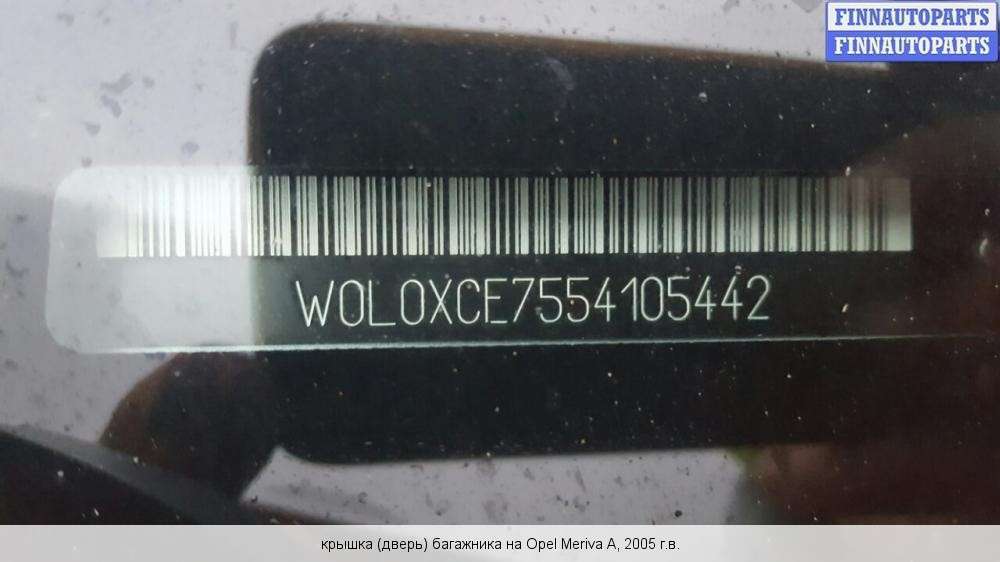 FINNAUTOPARTS
FINNAUTOPARTS
W0L0XCE7554105442
крышка (дверь) багажника на Opel Meriva A, 2005 г.в.